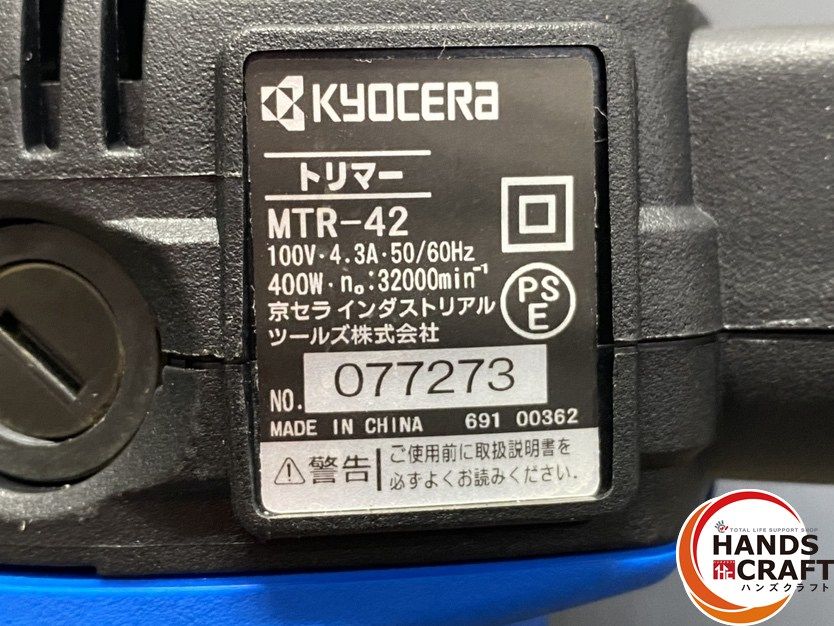 KYOCERA
トリマー
MTR-42
100V・4.3A・50/60Hz
400W・n₀:32000min⁻¹
京セラ インダストリアル
ツールズ株式会社
PS
E
NO. 077273
MADE IN CHINA 691 00362
⚠警告 ご使用前に取扱説明書を
必ずよくお読みください.
TOTAL LIFE SUPPORT SHOP
HANDS
CRAFT
ハンズクラフト